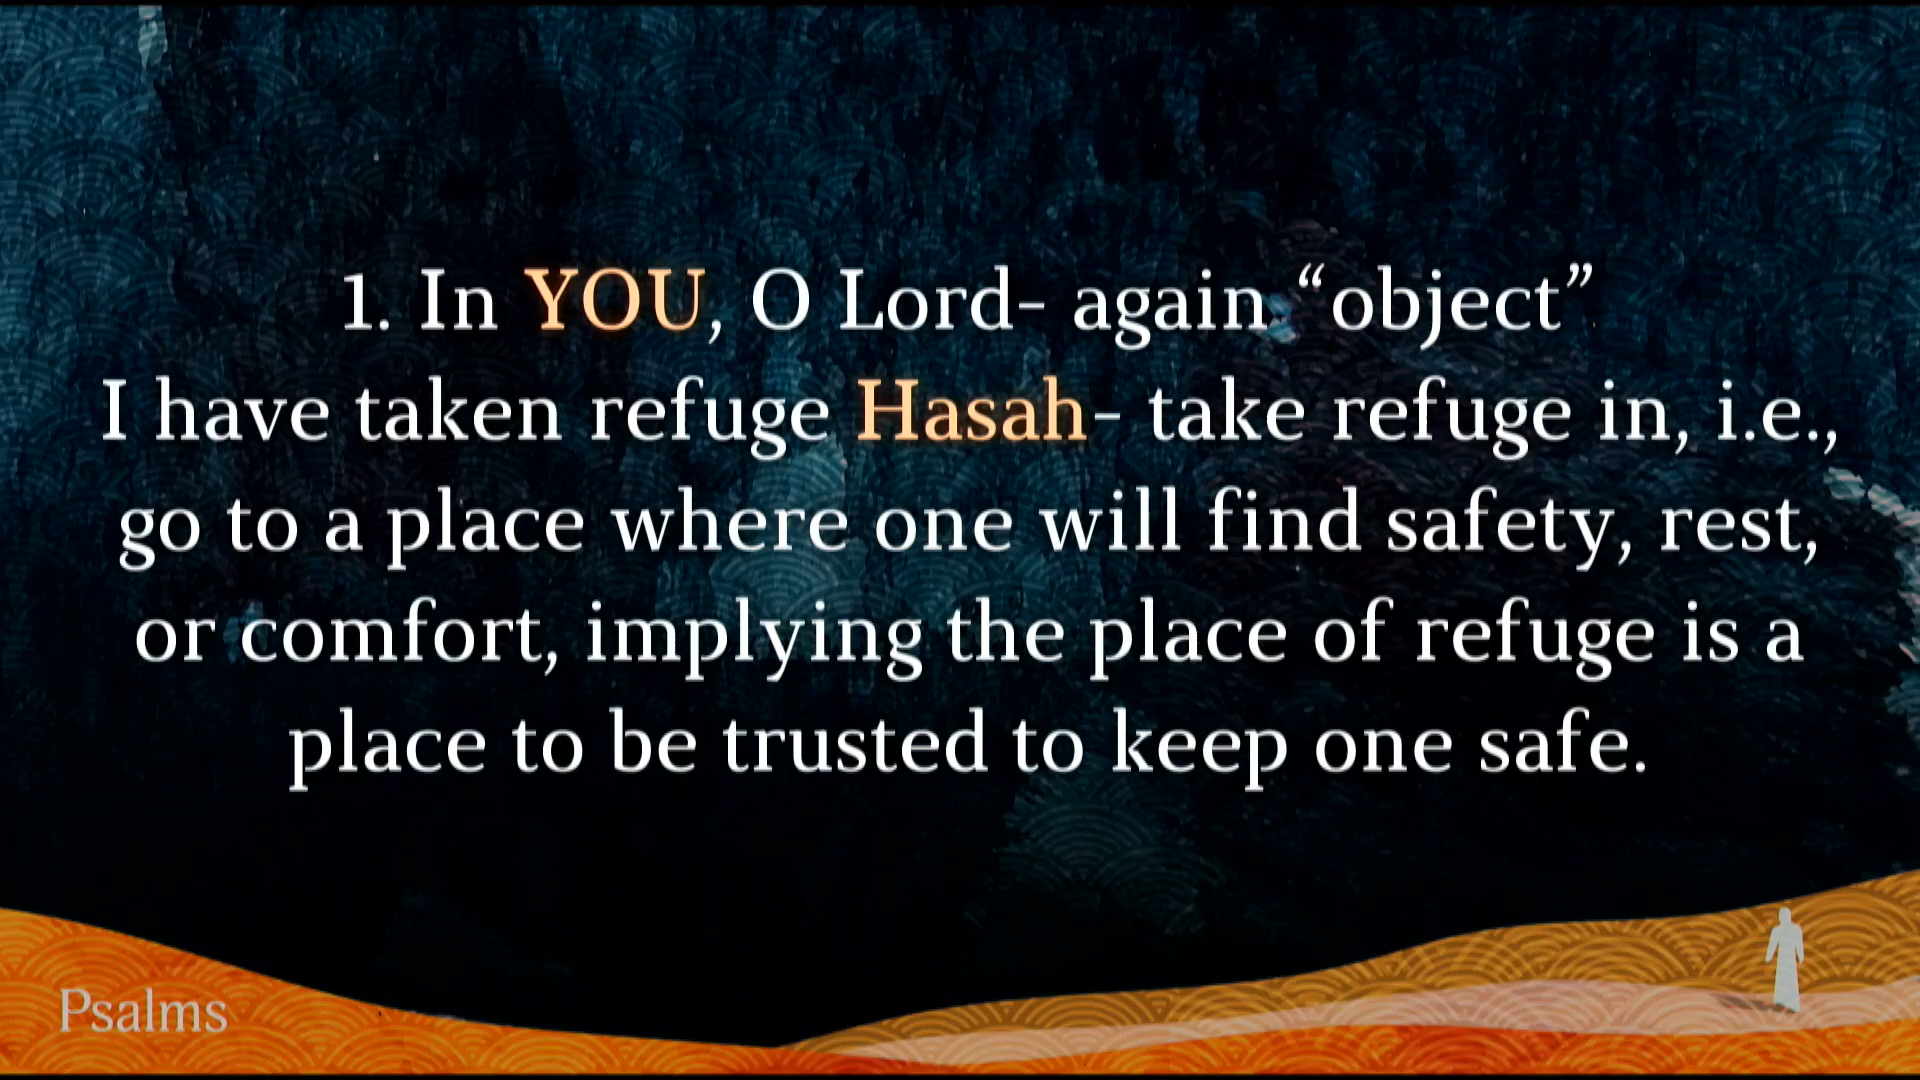 1. In YOU, O Lord- again “object”
I have taken refuge Hasah- take refuge in, i.e.,
go to a place where one will find safety, rest,
or comfort, implying the place of refuge is a
place to be trusted to keep one safe.
Psalms